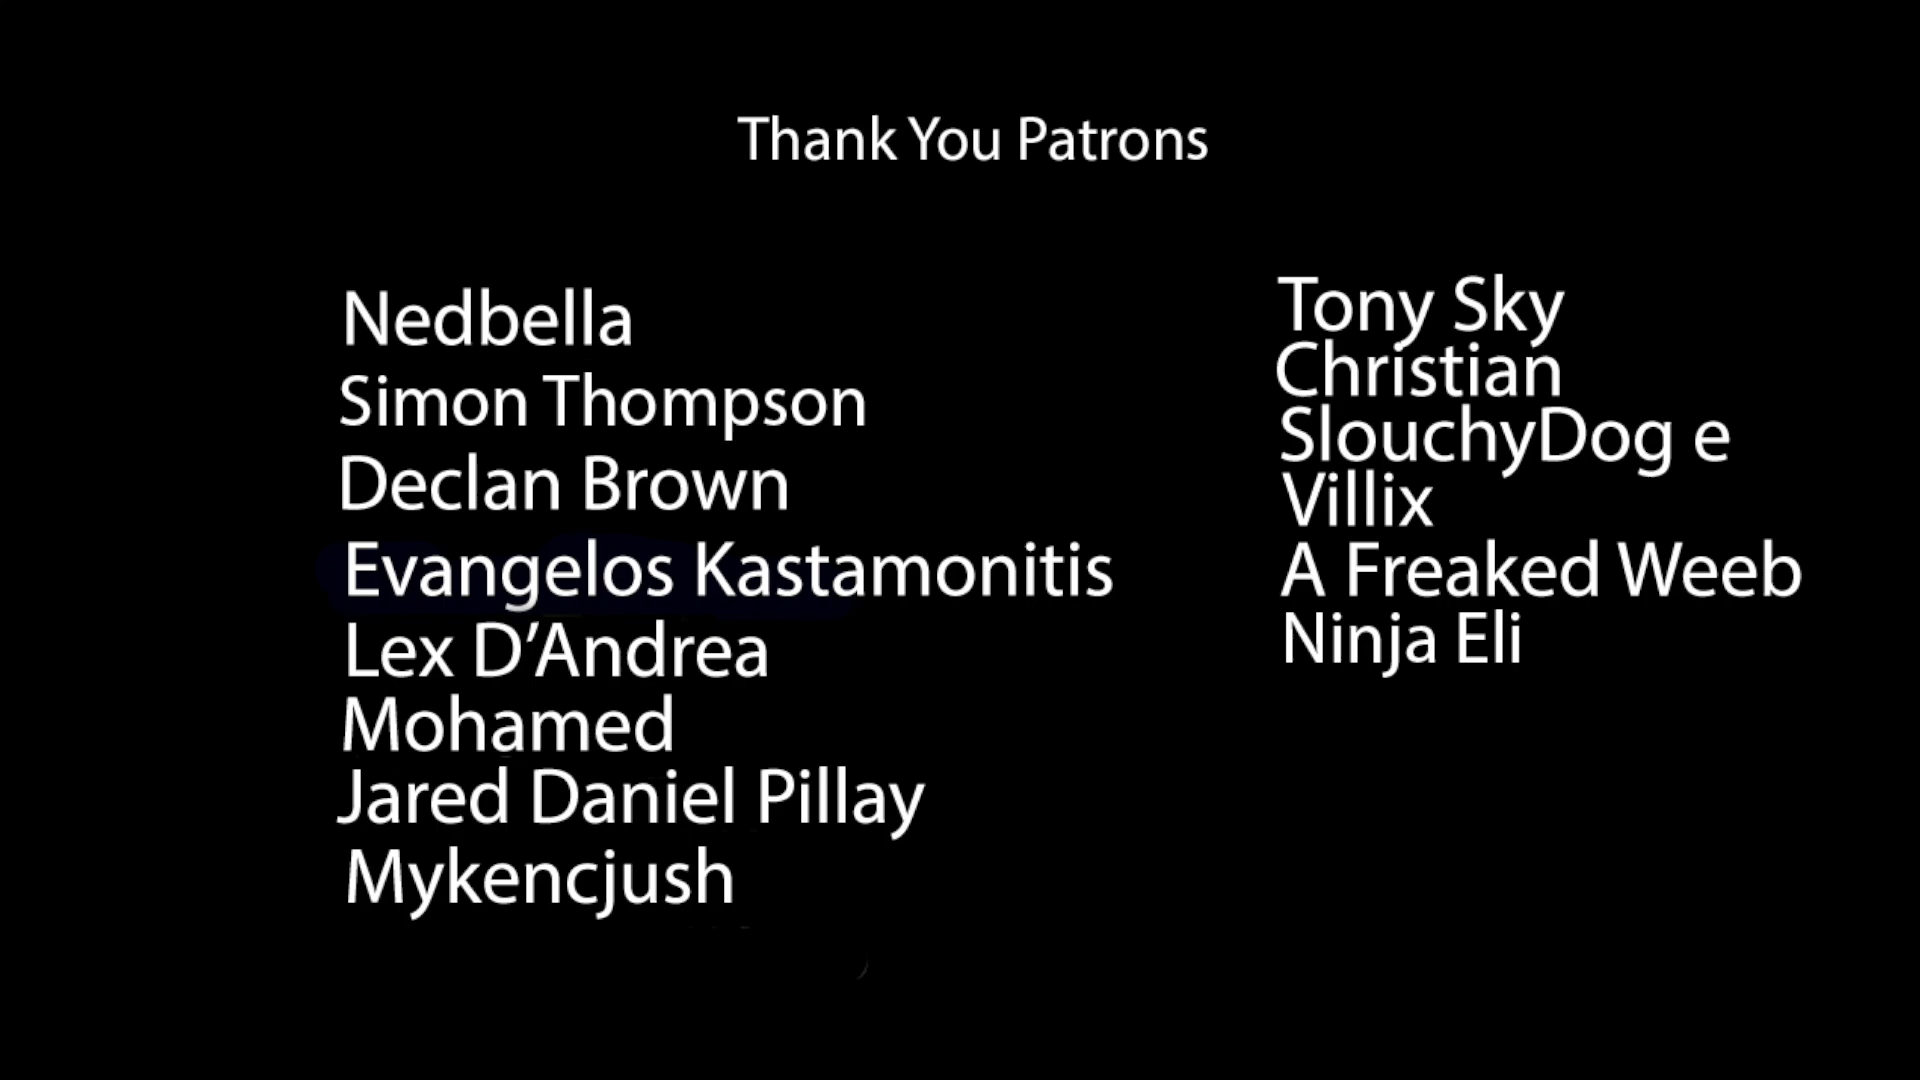 Thank You Patrons
Nedbella
Simon Thompson
Declan Brown
Evangelos Kastamonitis
Lex D’Andrea
Mohamed
Jared Daniel Pillay
Mykencjush
Tony Sky
Christian
SlouchyDog e
Villix
A Freaked Weeb
Ninja Eli